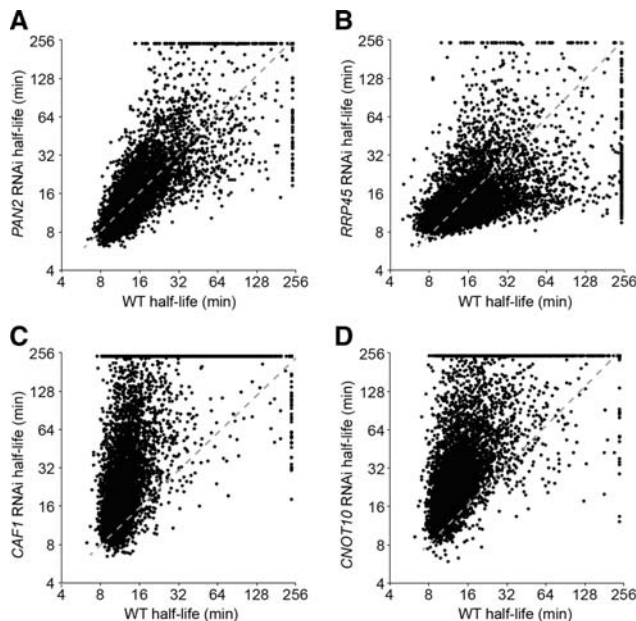 A
256
128
64
32
16
8
4
PAN2 RNAi half-life (min)
4 8 16 32 64 128 256
WT half-life (min)
B
256
128
64
32
16
8
4
RRP45 RNAi half-life (min)
4 8 16 32 64 128 256
WT half-life (min)
C
256
128
64
32
16
8
4
CAF1 RNAi half-life (min)
4 8 16 32 64 128 256
WT half-life (min)
D
256
128
64
32
16
8
4
CNOT10 RNAi half-life (min)
4 8 16 32 64 128 256
WT half-life (min)